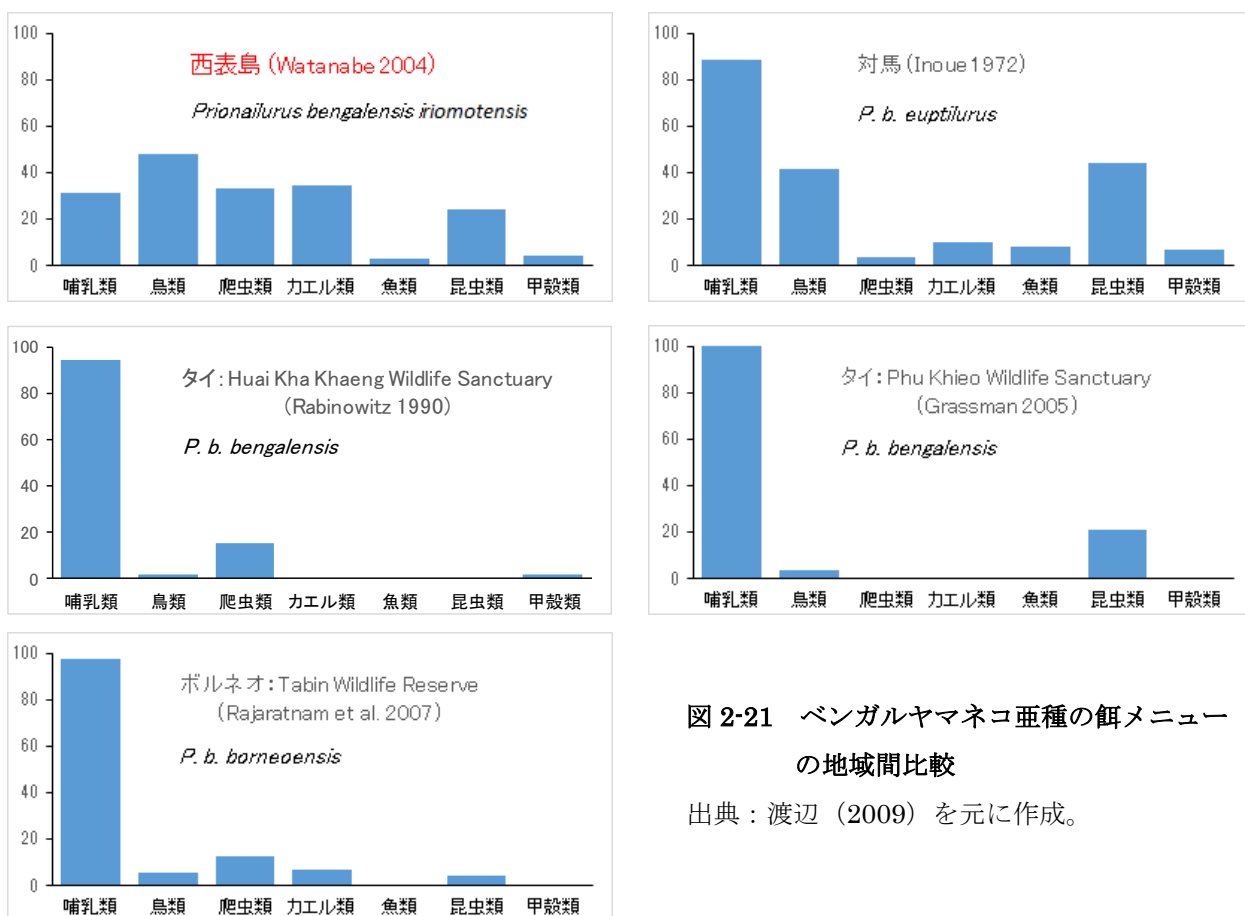 100
80
60
40
20
0
西表島 (Watanabe 2004)
Prionailurus bengalensis iriomotensis
哺乳類 鳥類 爬虫類 カエル類 魚類 昆虫類 甲殻類
100
80
60
40
20
0
対馬 (Inoue 1972)
P. b. euptilurus
哺乳類 鳥類 爬虫類 カエル類 魚類 昆虫類 甲殻類
100
80
60
40
20
0
タイ: Huai Kha Khaeng Wildlife Sanctuary
(Rabinowitz 1990)
P. b. bengalensis
哺乳類 鳥類 爬虫類 カエル類 魚類 昆虫類 甲殻類
100
80
60
40
20
0
タイ: Phu Khieo Wildlife Sanctuary
(Grassman 2005)
P. b. bengalensis
哺乳類 鳥類 爬虫類 カエル類 魚類 昆虫類 甲殻類
100
80
60
40
20
0
ボルネオ: Tabin Wildlife Reserve
(Rajaratnam et al. 2007)
P. b. borneoensis
哺乳類 鳥類 爬虫類 カエル類 魚類 昆虫類 甲殻類
図 2-21 ベンガルヤマネコ亜種の餌メニュー
の地域間比較
出典：渡辺（2009）を元に作成。